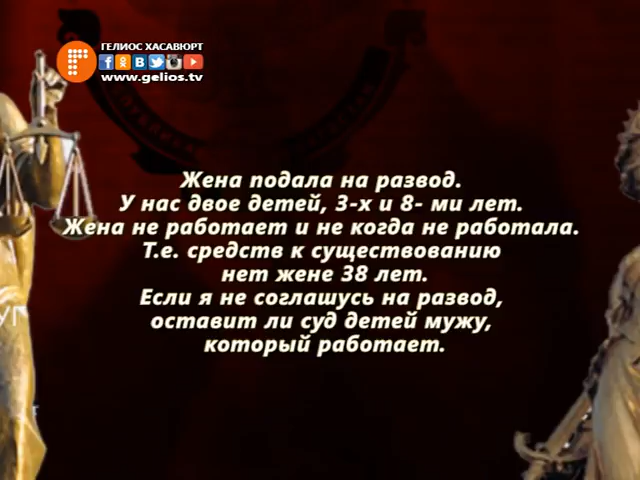 ГЕЛИОС ХАСАВЮРТ
www.gelios.tv
Жена подала на развод.
У нас двое детей, 3-х и 8- ми лет.
Жена не работает и не когда не работала.
Т.е. средств к существованию
нет жене 38 лет.
Если я не соглашусь на развод,
оставит ли суд детей мужу,
который работает.